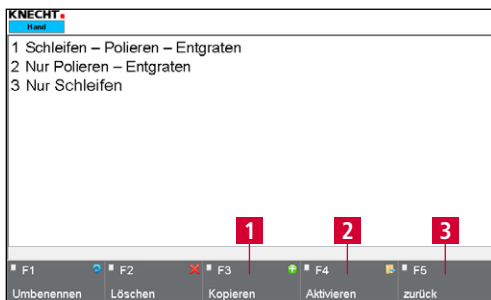 KNECHT
Hand
1 Schleifen – Polieren – Entgraten
2 Nur Polieren – Entgraten
3 Nur Schleifen
1 2 3
F1 F2 F3 F4 F5
Umbenennen Löschen Kopieren Aktivieren zurück